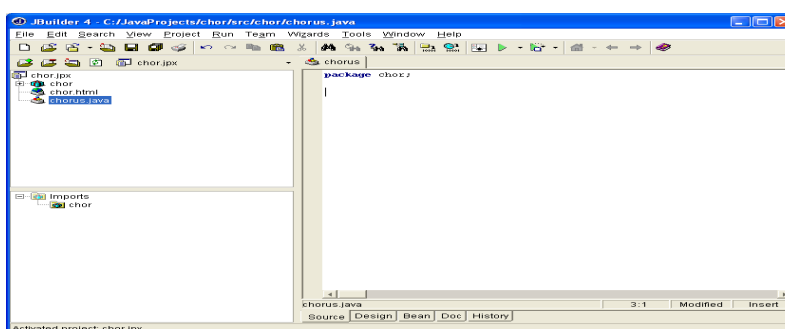 JBuilder 4 - C:/JavaProjects/chor/src/chor/chorus.java
File Edit Search View Project Run Team Wizards Tools Window Help
chor.jpx
chorus
chor.jpx
chor
chor.html
chorus.java
package chor;
Imports
chor
chorus.java 3:1 Modified Insert
Source Design Bean Doc History
Activated project: chor.jpx